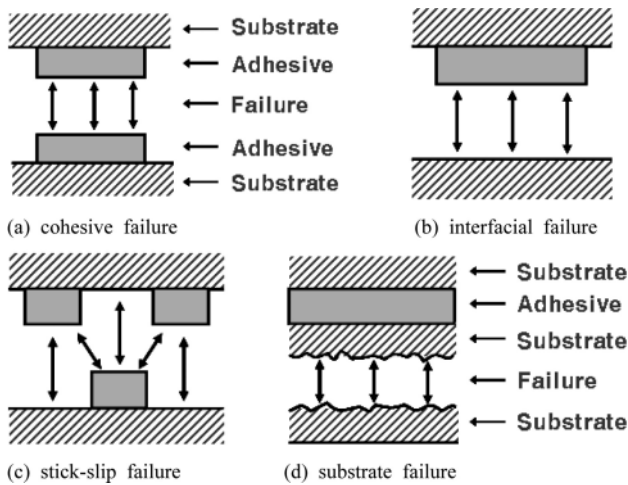 Substrate
Adhesive
Failure
Adhesive
Substrate
(a) cohesive failure
(b) interfacial failure
Substrate
Adhesive
Substrate
Failure
Substrate
(c) stick-slip failure
(d) substrate failure